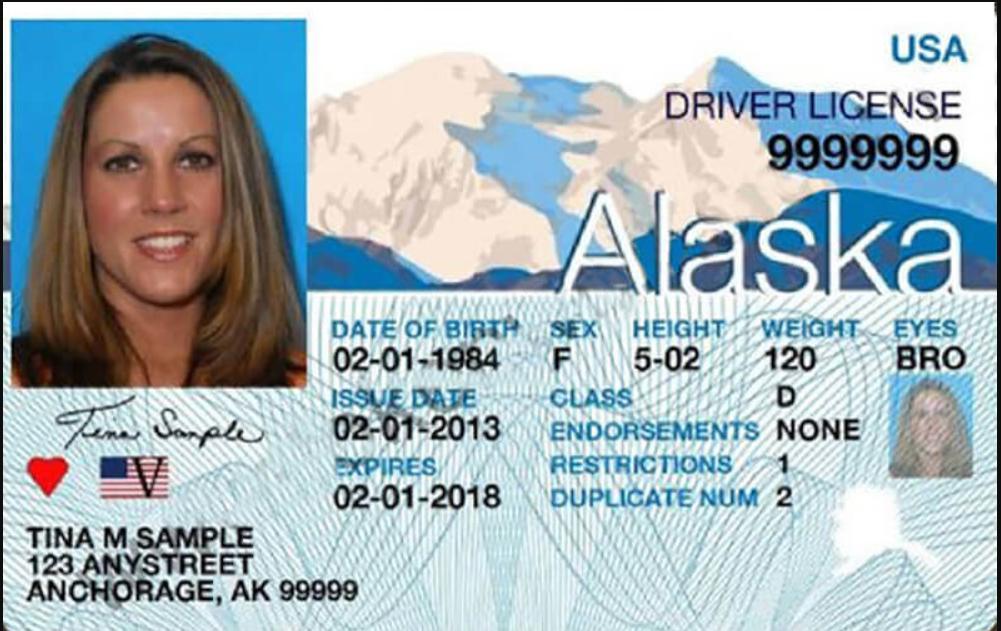 USA
DRIVER LICENSE
9999999
Alaska
DATE OF BIRTH SEX HEIGHT WEIGHT EYES
02-01-1984 F 5-02 120 BRO
ISSUE DATE CLASS D
02-01-2013 ENDORSEMENTS NONE
EXPIRES RESTRICTIONS 1
02-01-2018 DUPLICATE NUM 2
Tina Sample
V
TINA M SAMPLE
123 ANYSTREET
ANCHORAGE, AK 99999